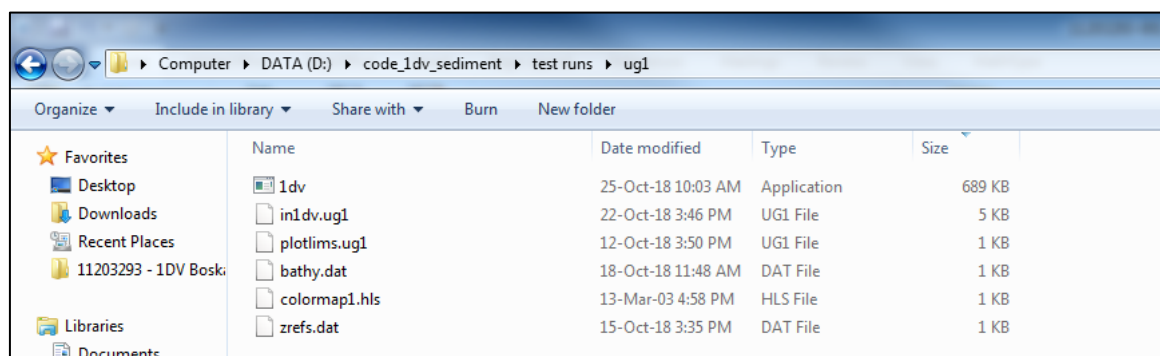 Computer DATA (D:) code_1dv_sediment test runs ug1
Organize Include in library Share with Burn New folder
Favorites
Desktop
Downloads
Recent Places
11203293 - 1DV Boska
Libraries
Documents
Name Date modified Type Size
1dv 25-Oct-18 10:03 AM Application 689 KB
in1dv.ug1 22-Oct-18 3:46 PM UG1 File 5 KB
plotlims.ug1 12-Oct-18 3:50 PM UG1 File 1 KB
bathy.dat 18-Oct-18 11:48 AM DAT File 1 KB
colormap1.hls 13-Mar-03 4:58 PM HLS File 1 KB
zrefs.dat 15-Oct-18 3:35 PM DAT File 1 KB